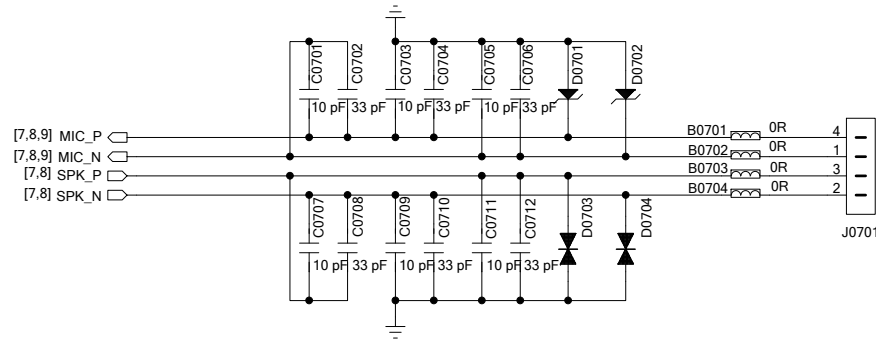 C0701 C0702 C0703 C0704 C0705 C0706 D0701 D0702
10 pF 33 pF 10 pF 33 pF 10 pF 33 pF
[7,8,9] MIC_P B0701 0R 4
[7,8,9] MIC_N B0702 0R 1
[7,8] SPK_P B0703 0R 3
[7,8] SPK_N B0704 0R 2
C0707 C0708 C0709 C0710 C0711 C0712 D0703 D0704
J0701
10 pF 33 pF 10 pF 33 pF 10 pF 33 pF